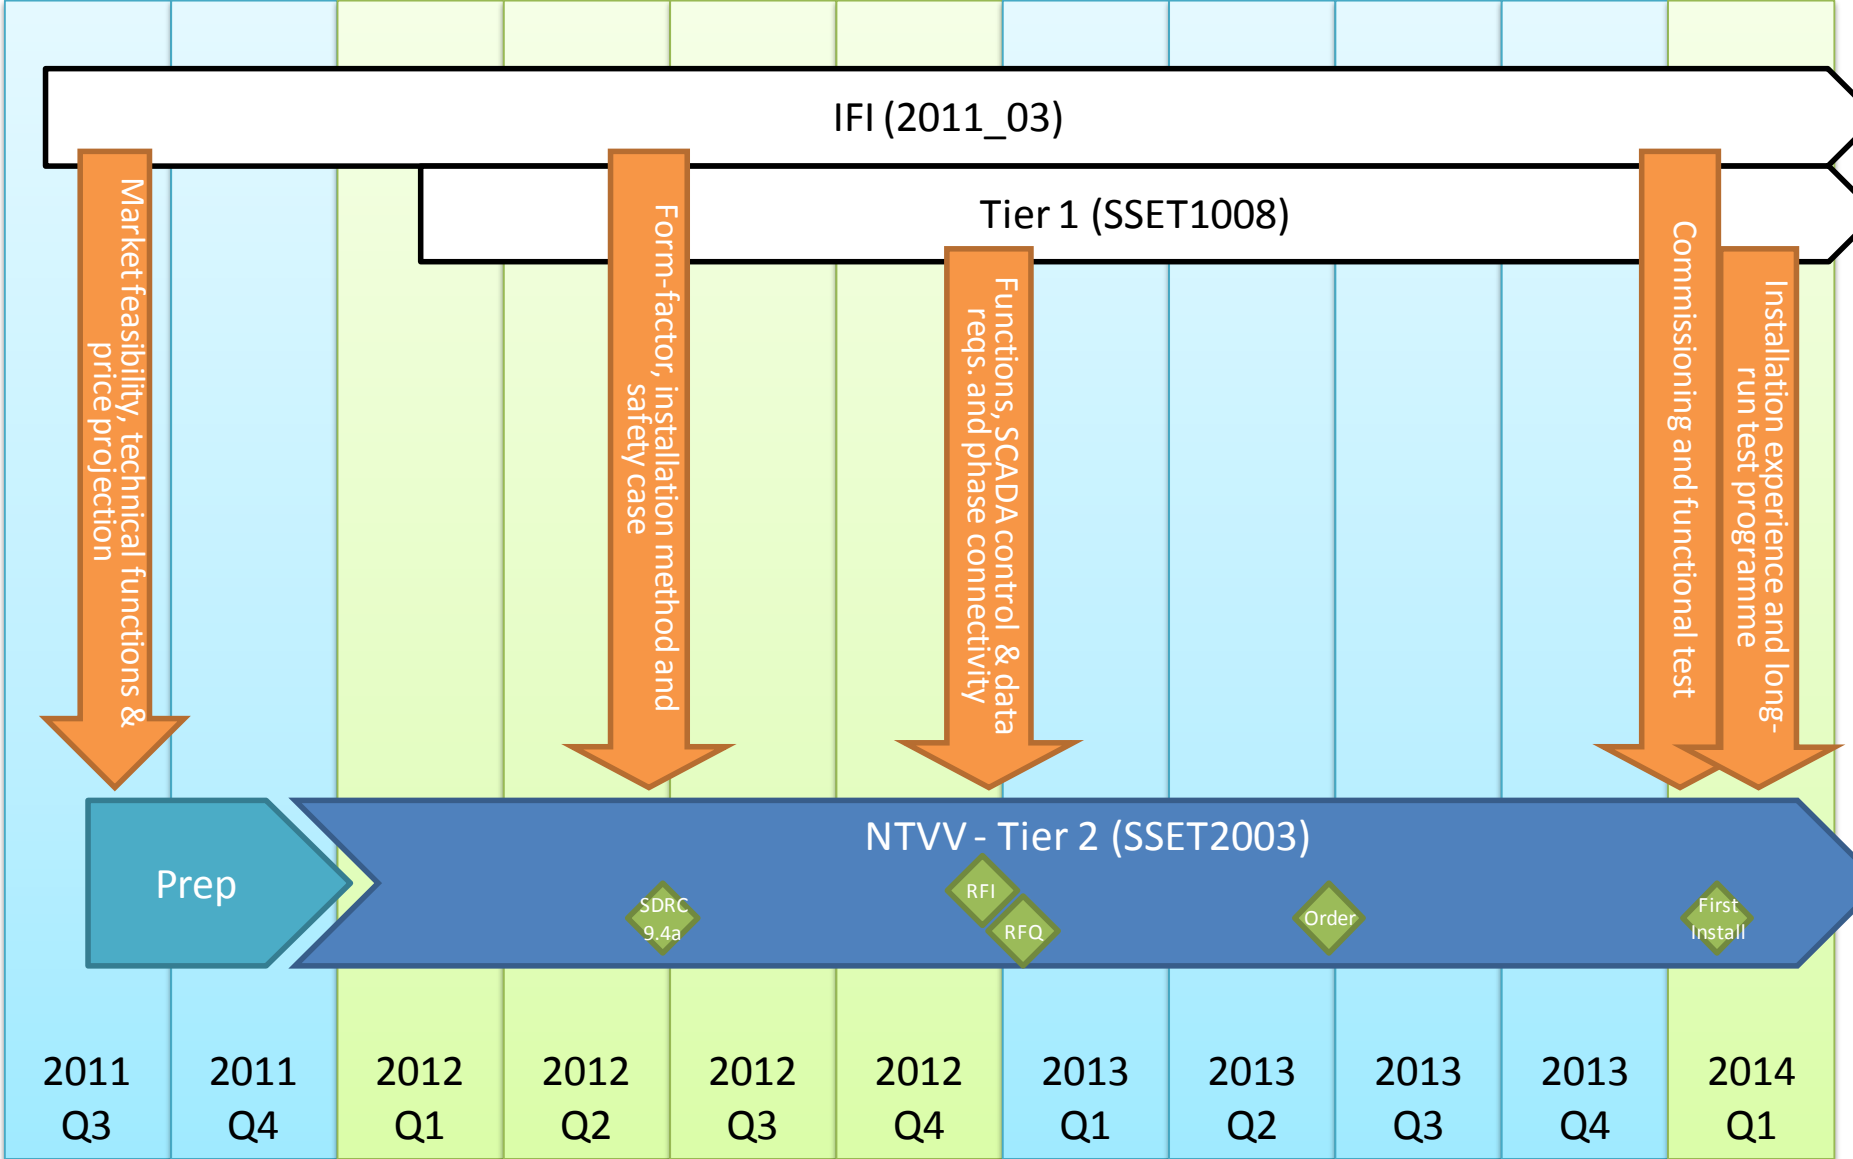 IFI (2011_03)
Tier 1 (SSET1008)
Market feasibility, technical functions &
price projection
Form-factor, installation method and
safety case
Functions, SCADA control & data
reqs. and phase connectivity
Commissioning and functional test
Installation experience and long-
run test programme
NTVV - Tier 2 (SSET2003)
Prep
SDRC
9.4a
RFI
RFQ
Order
First
Install
2011 2011 2012 2012 2012 2012 2013 2013 2013 2013 2014
Q3 Q4 Q1 Q2 Q3 Q4 Q1 Q2 Q3 Q4 Q1